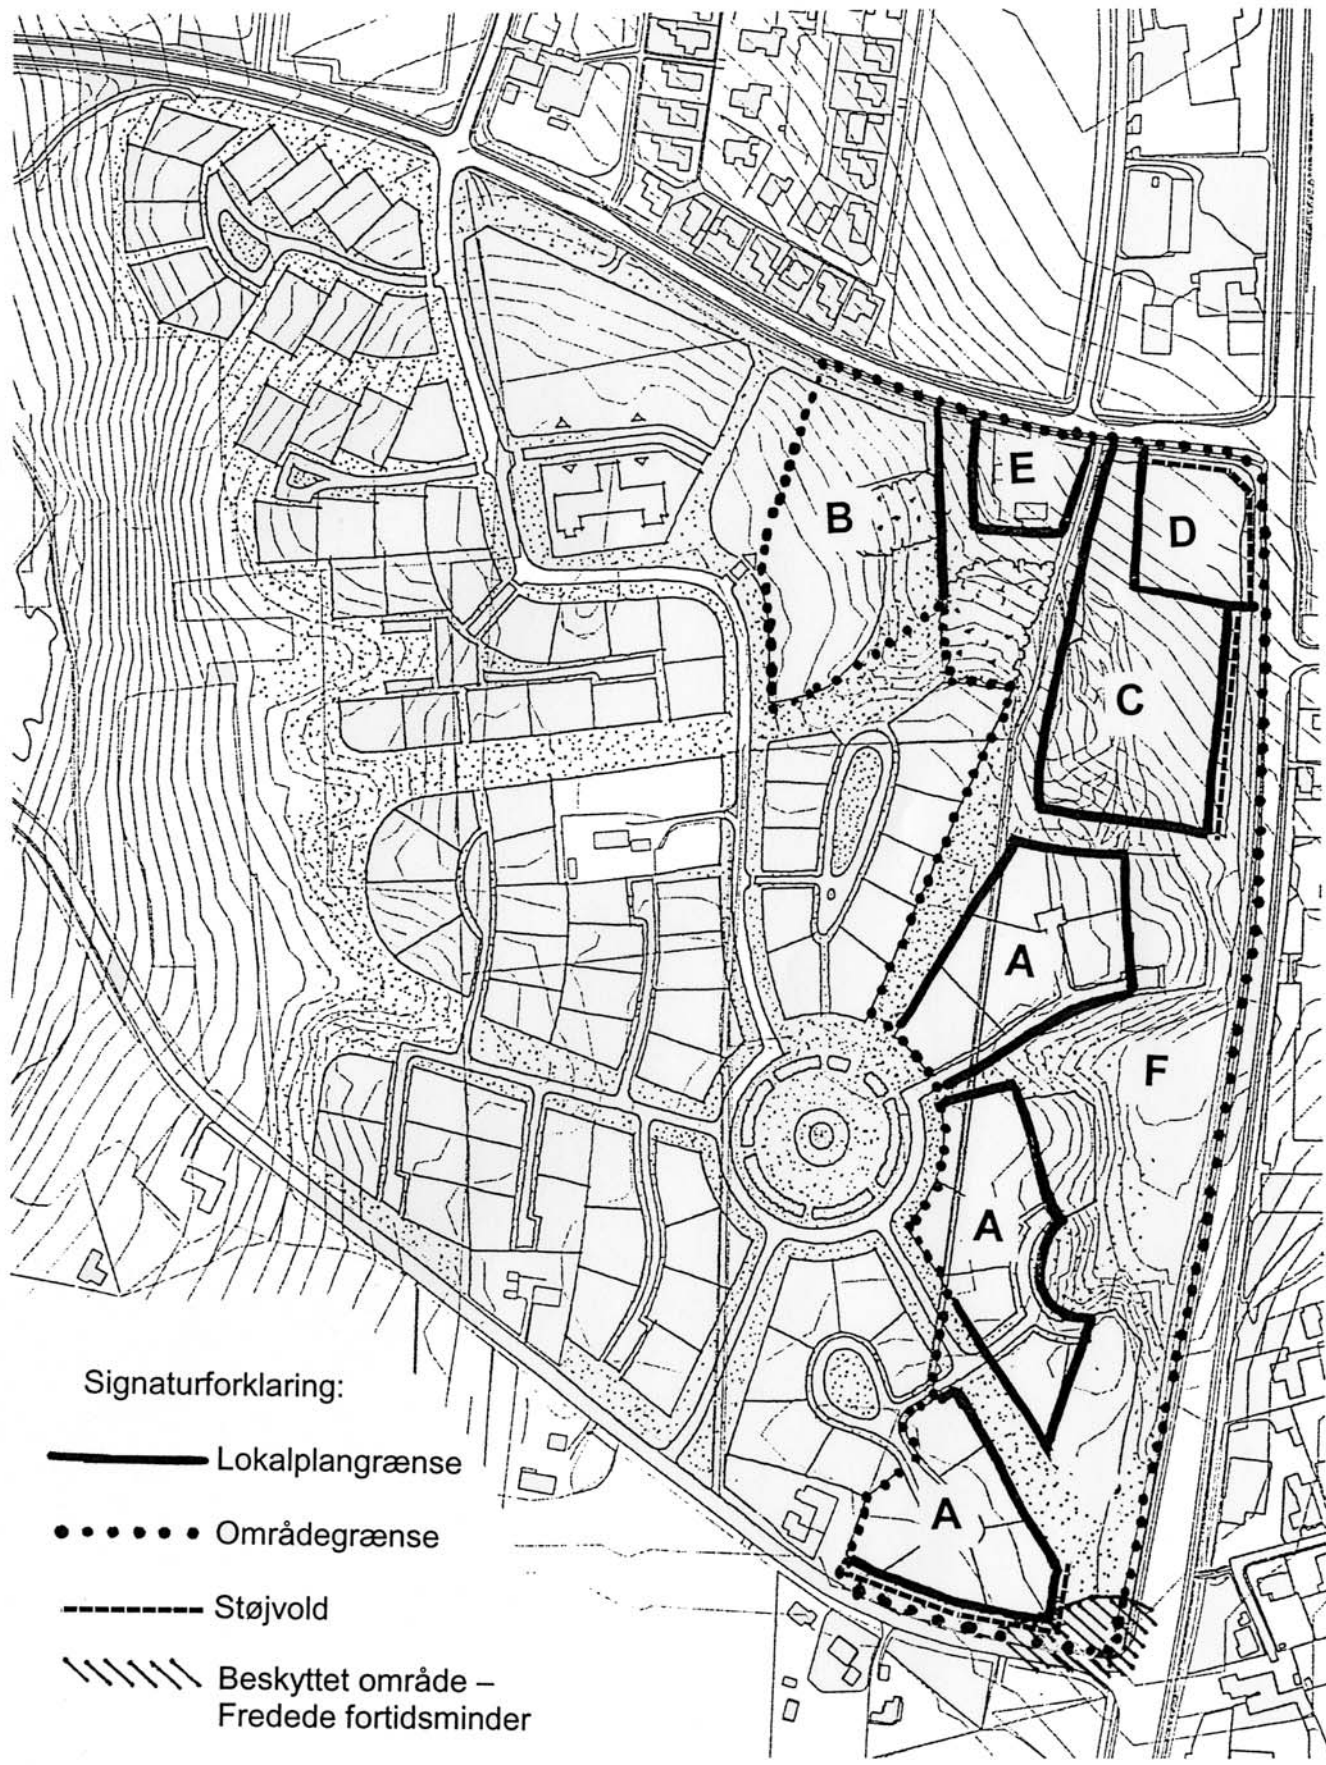 E
B
D
C
A
F
A
A
Signaturforklaring:
Lokalplangrænse
Områdegrænse
Støjvold
Beskyttet område –
Fredede fortidsminder